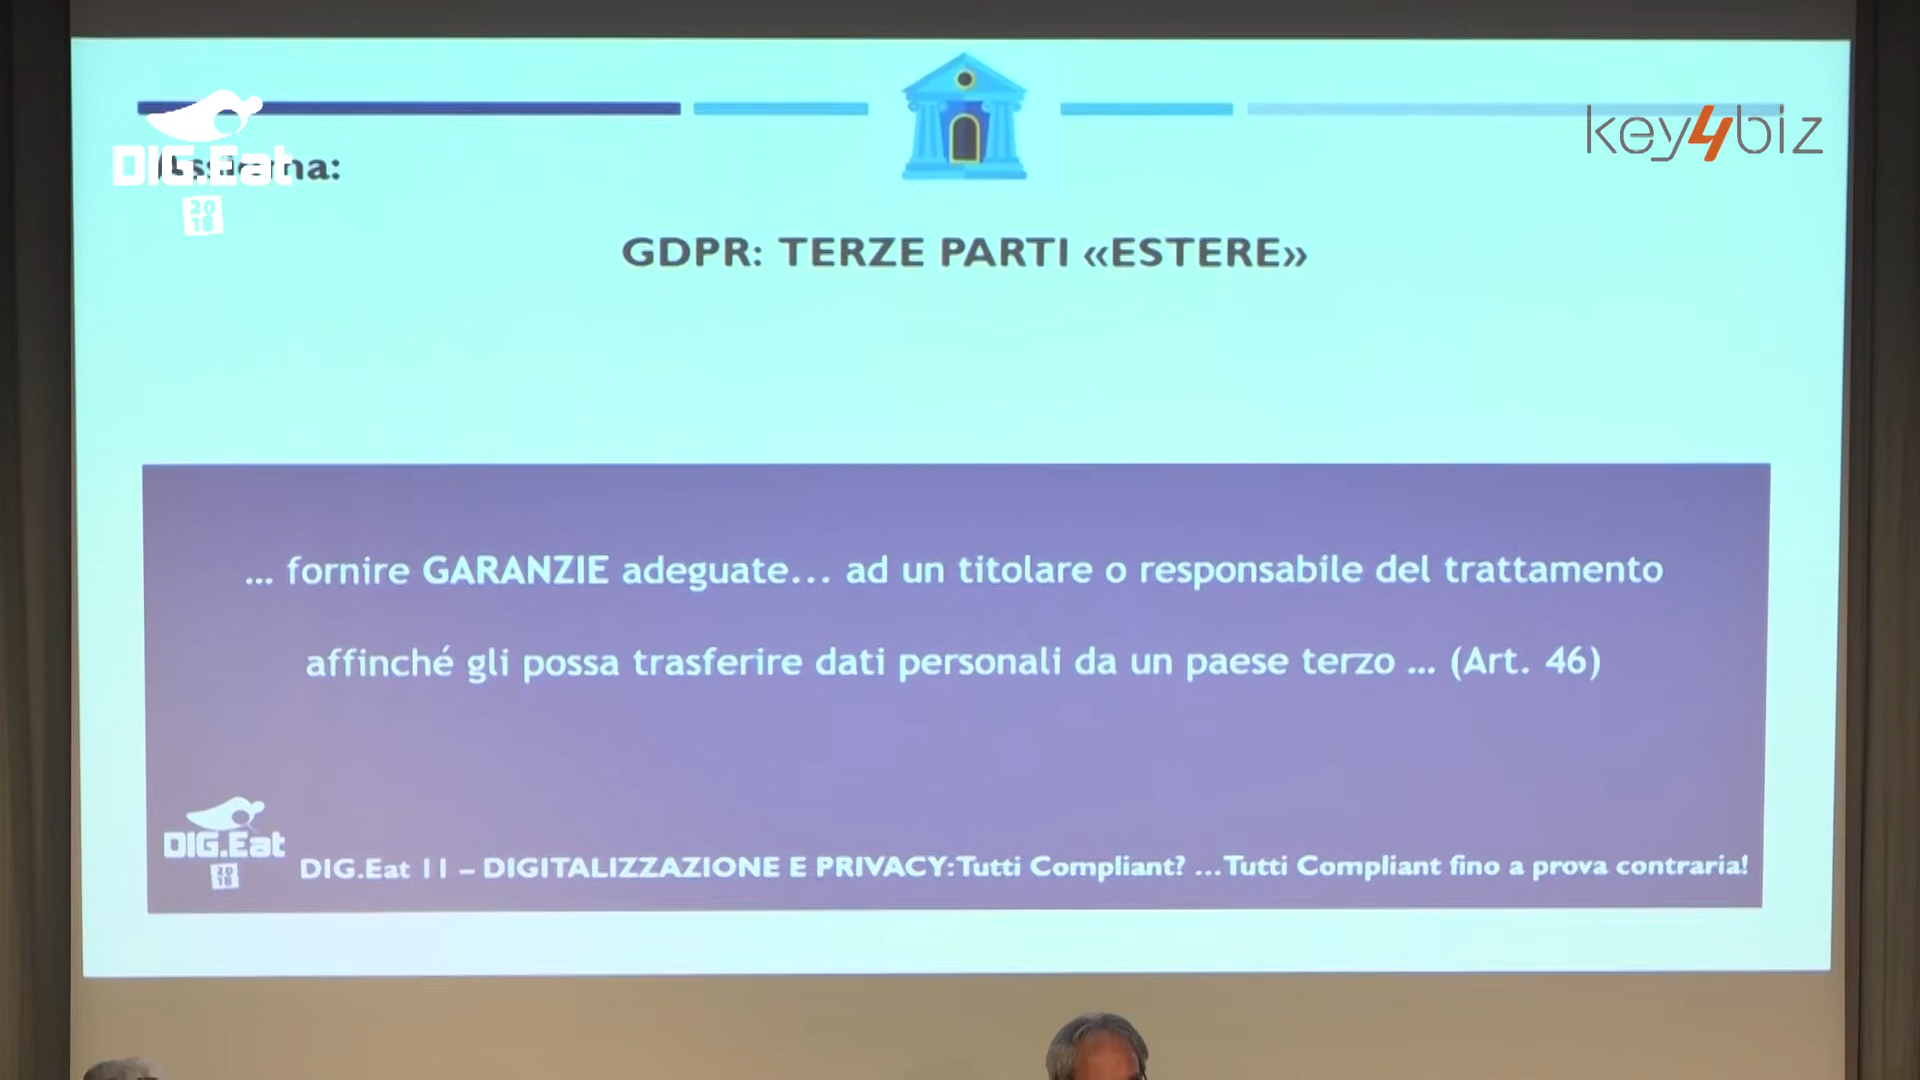 DIG.Eat
2018
key4biz
GDPR: TERZE PARTI «ESTERE»
... fornire GARANZIE adeguate... ad un titolare o responsabile del trattamento
affinché gli possa trasferire dati personali da un paese terzo ... (Art. 46)
DIG.Eat
2018
DIG.Eat 11 – DIGITALIZZAZIONE E PRIVACY:Tutti Compliant? ...Tutti Compliant fino a prova contraria!